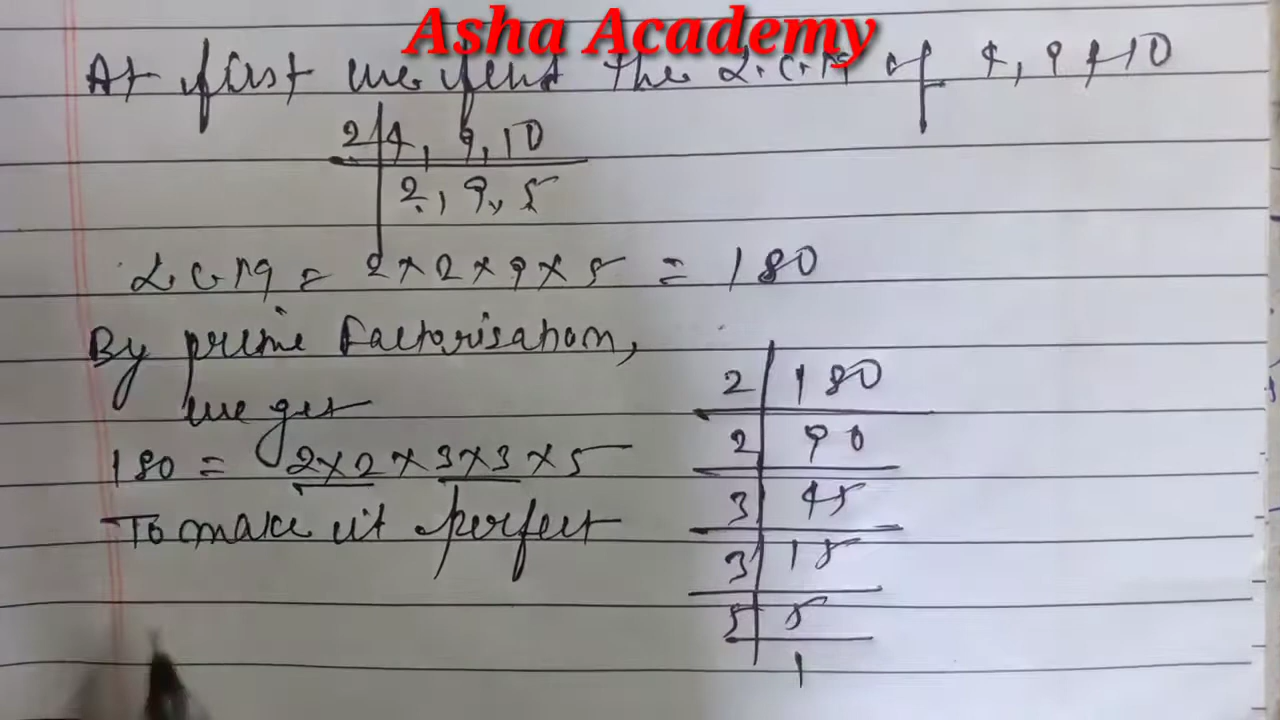 Asha Academy
At first we find the L.C.M of 4, 9 & 10
2 | 4, 9, 10
2, 9, 5
L.C.M = 2 × 2 × 9 × 5 = 180
By prime factorisation,
we get
180 = 2×2 × 3×3 × 5
To make it perfect
2 | 180
2 | 90
3 | 45
3 | 15
5 | 5
1